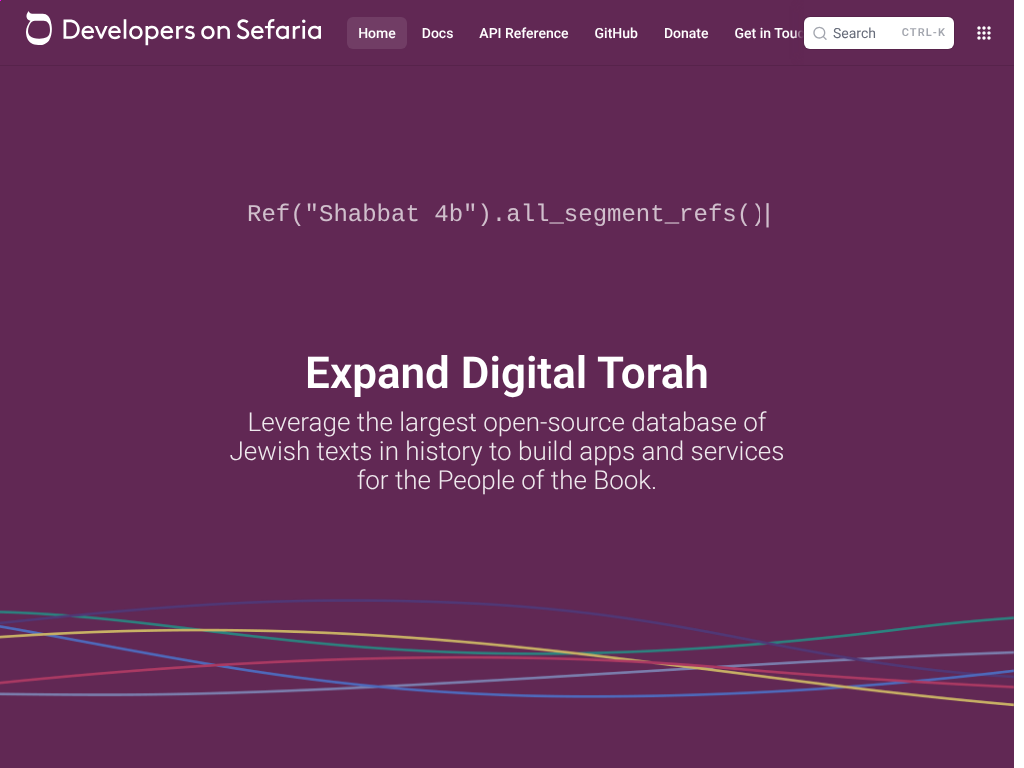 Developers on Sefaria
Home Docs API Reference GitHub Donate Get in Search CTRL-K
Ref("Shabbat 4b").all_segment_refs()|
Expand Digital Torah
Leverage the largest open-source database of
Jewish texts in history to build apps and services
for the People of the Book.